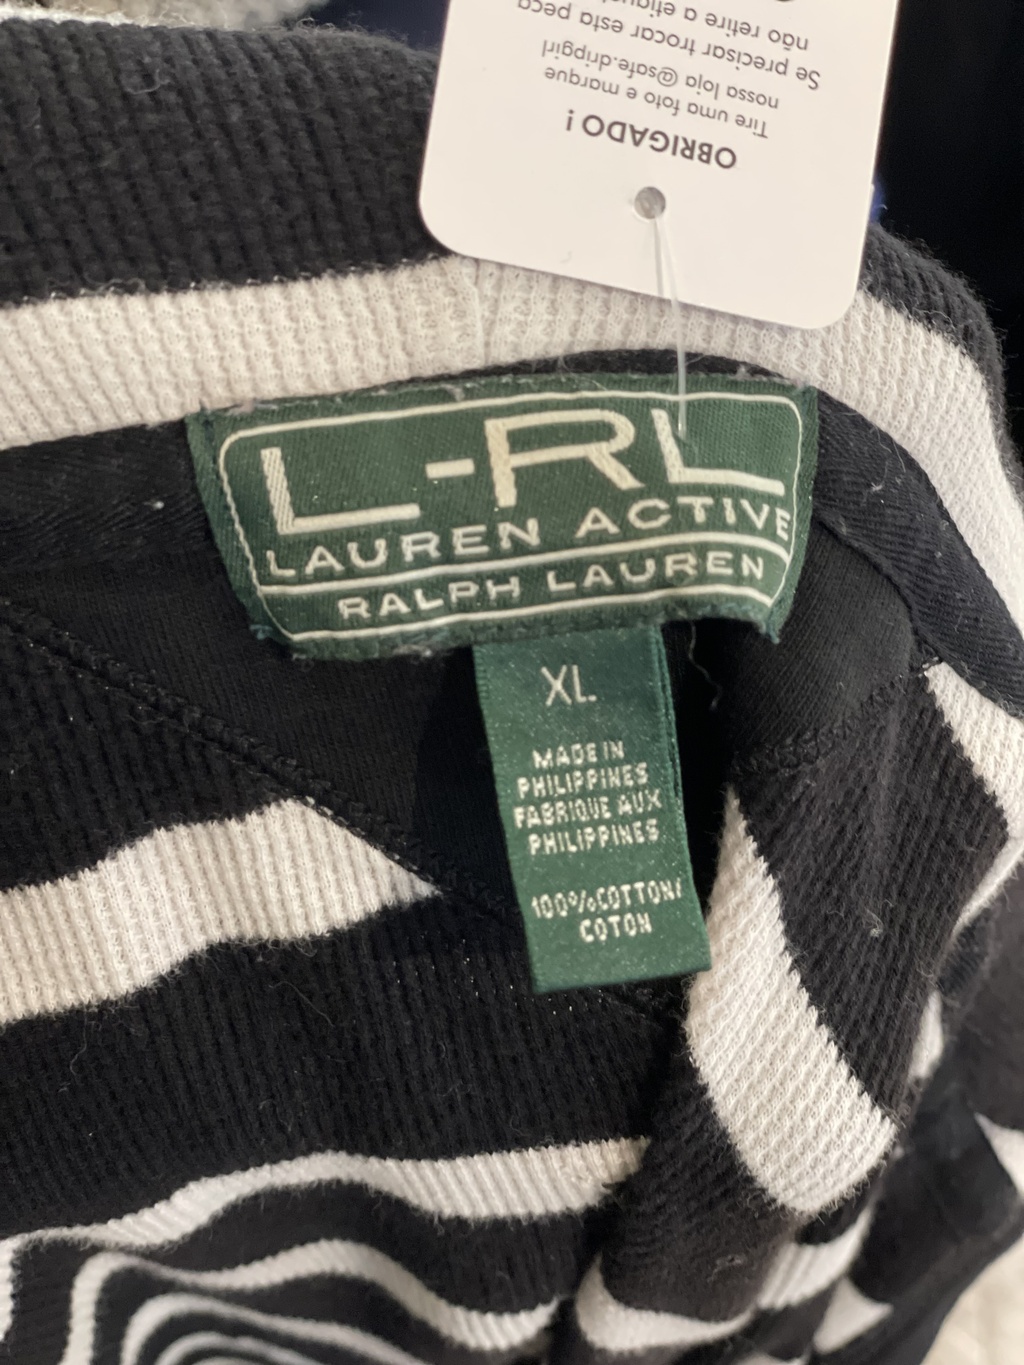 OBRIGADO !
Tire uma foto e marque
nossa loja @safe.dripgirl
Se precisar trocar esta peça
não retire a etiqu
L-RL
LAUREN ACTIVE
RALPH LAUREN
XL
MADE IN
PHILIPPINES
FABRIQUE AUX
PHILIPPINES
100%COTTON/
COTON